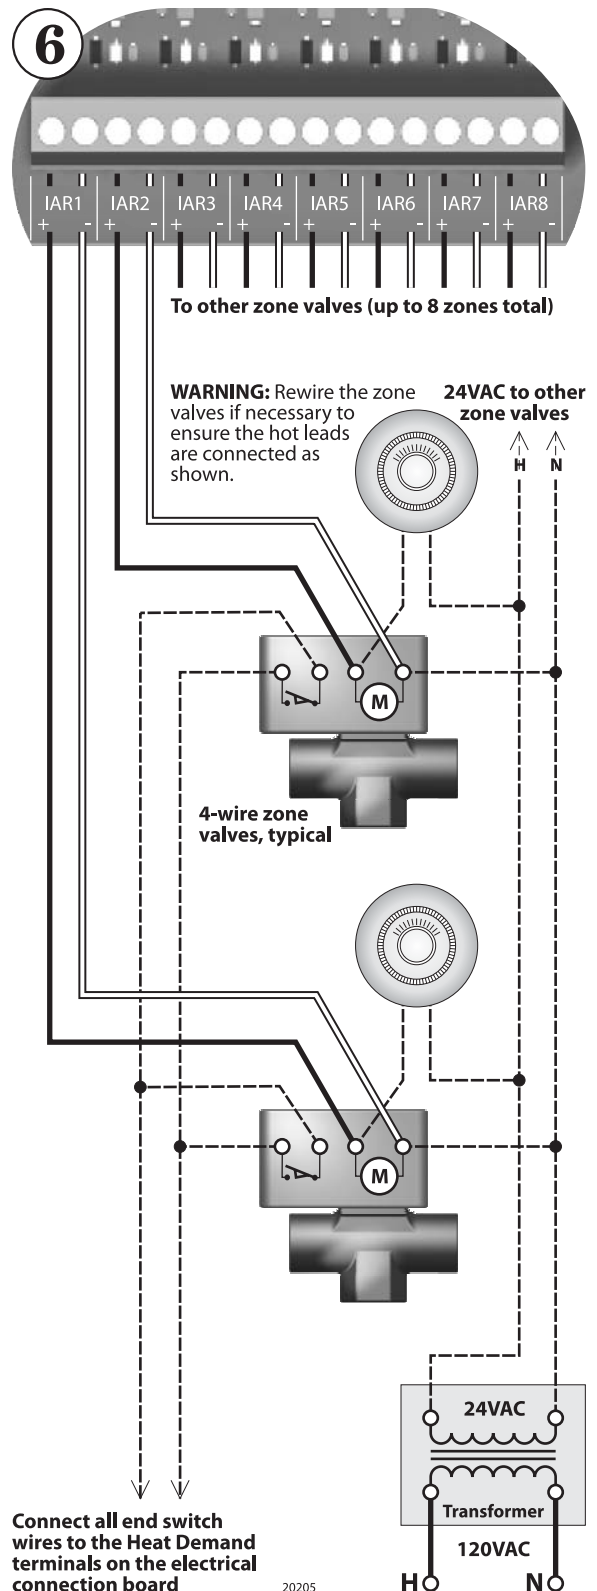 6
IAR1 IAR2 IAR3 IAR4 IAR5 IAR6 IAR7 IAR8
+ - + - + - + - + - + - + - + -
To other zone valves (up to 8 zones total)
WARNING: Rewire the zone
valves if necessary to
ensure the hot leads
are connected as
shown.
24VAC to other
zone valves
H N
M
4-wire zone
valves, typical
M
24VAC
Transformer
120VAC
H N
Connect all end switch
wires to the Heat Demand
terminals on the electrical
connection board
20205